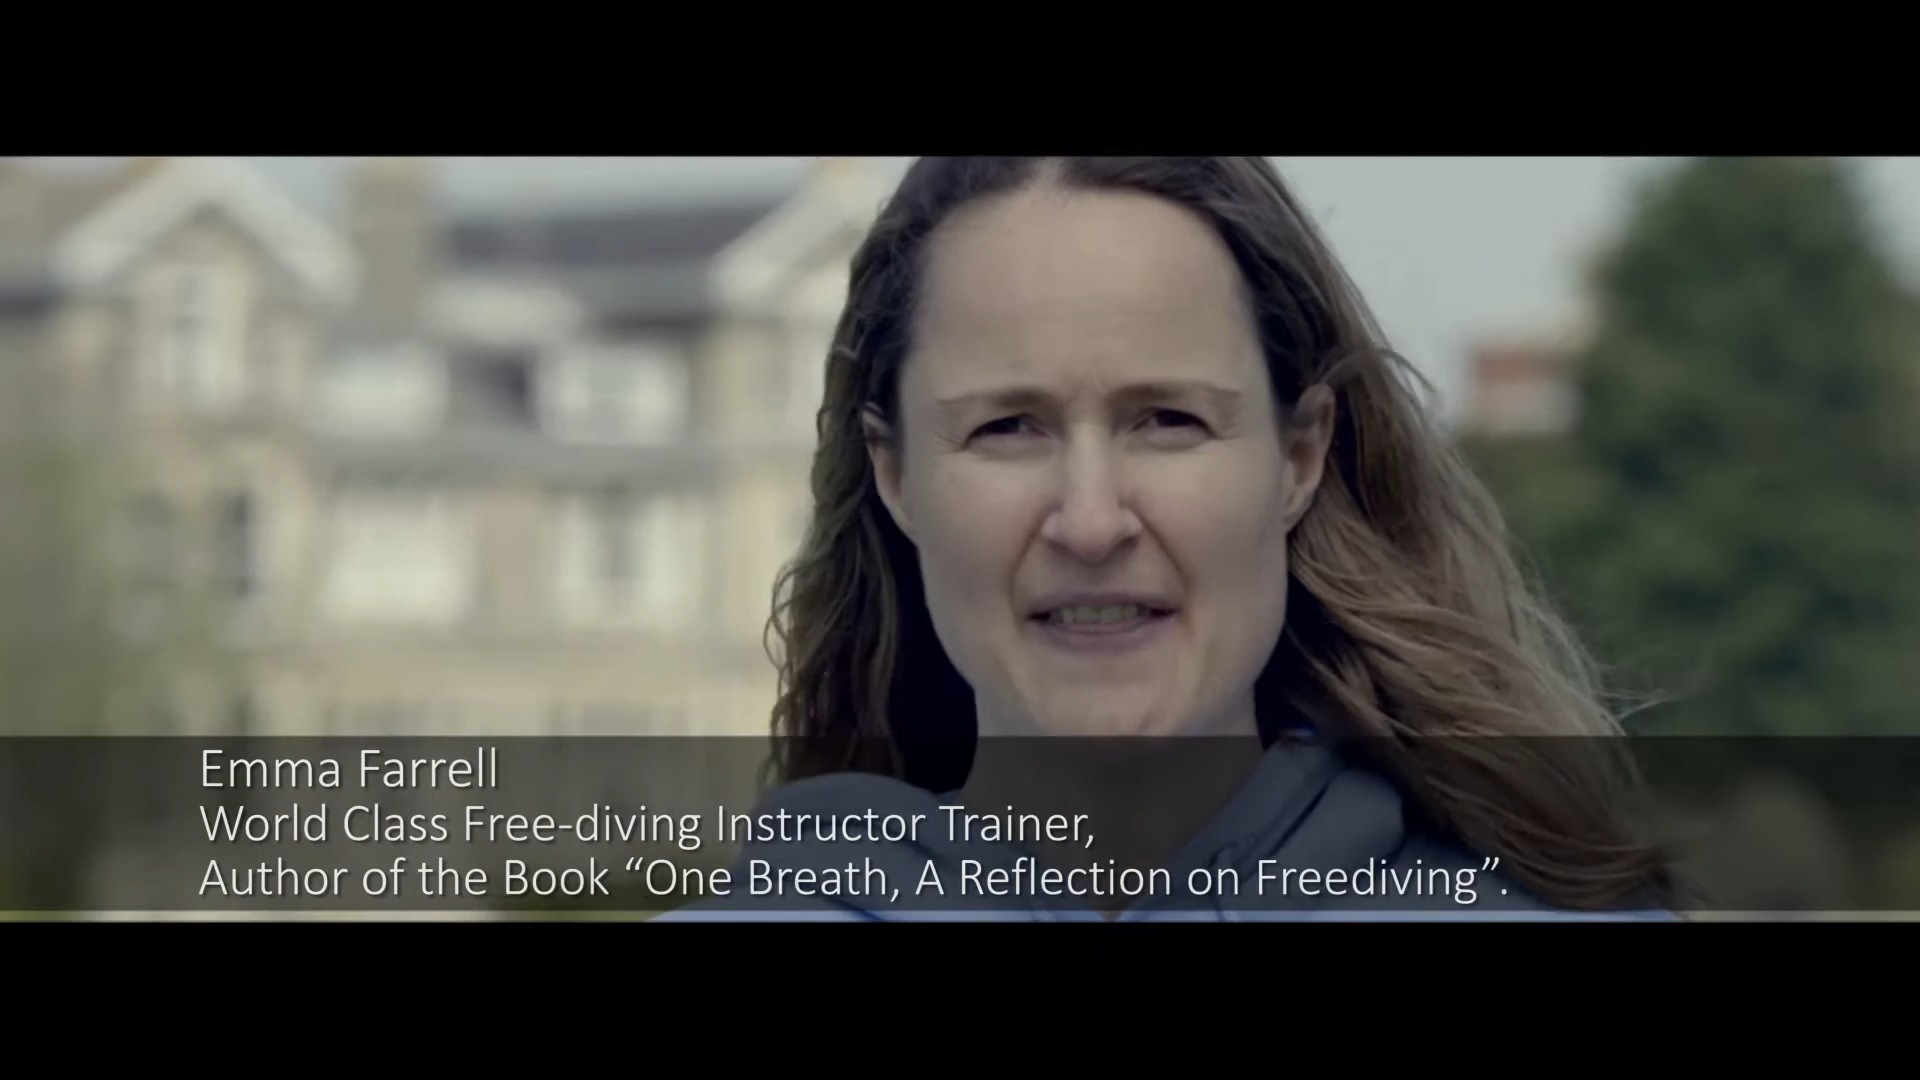 Emma Farrell
World Class Free-diving Instructor Trainer,
Author of the Book “One Breath, A Reflection on Freediving”.